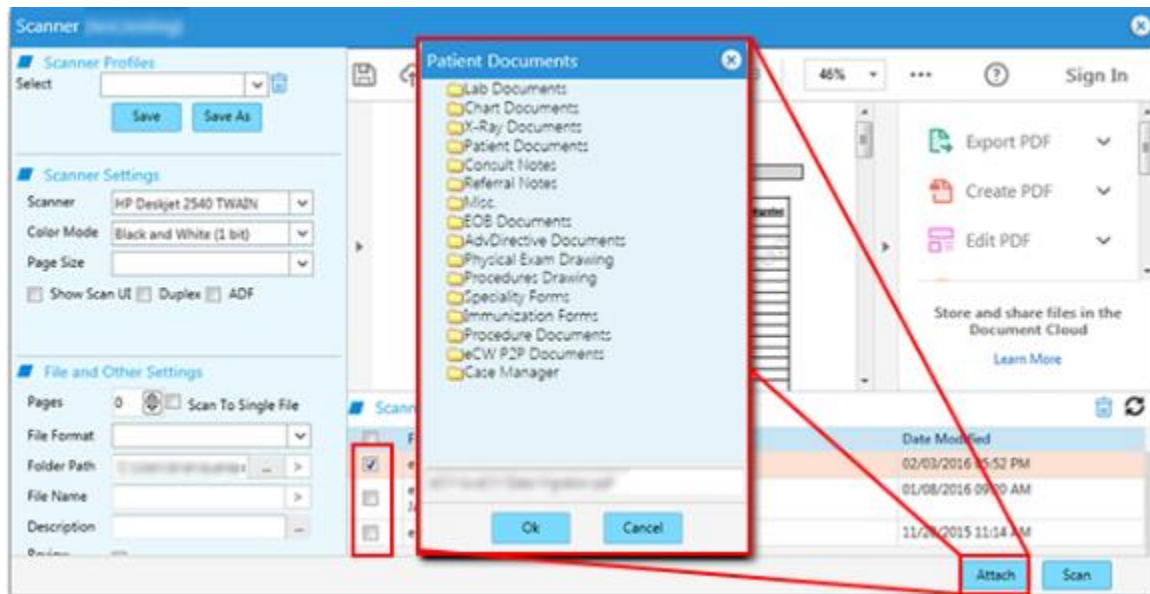 Scanner
Scanner Profiles
Select
Save
Save As
Scanner Settings
Scanner
HP Deskjet 2540 TWAIN
Color Mode
Black and White (1 bit)
Page Size
Show Scan UI
Duplex
ADF
File and Other Settings
Pages
0
Scan To Single File
File Format
Folder Path
...
>
File Name
>
Description
...
Patient Documents
Lab Documents
Chart Documents
X-Ray Documents
Patient Documents
Consult Notes
Referral Notes
Misc.
EOB Documents
AdvDirective Documents
Physical Exam Drawing
Procedures Drawing
Speciality Forms
Immunization Forms
Procedure Documents
eCW P2P Documents
Case Manager
Ok
Cancel
46%
...
?
Sign In
Export PDF
Create PDF
Edit PDF
Store and share files in the
Document Cloud
Learn More
Date Modified
02/03/2016 05:52 PM
01/08/2016 09:20 AM
11:14 AM
Attach
Scan